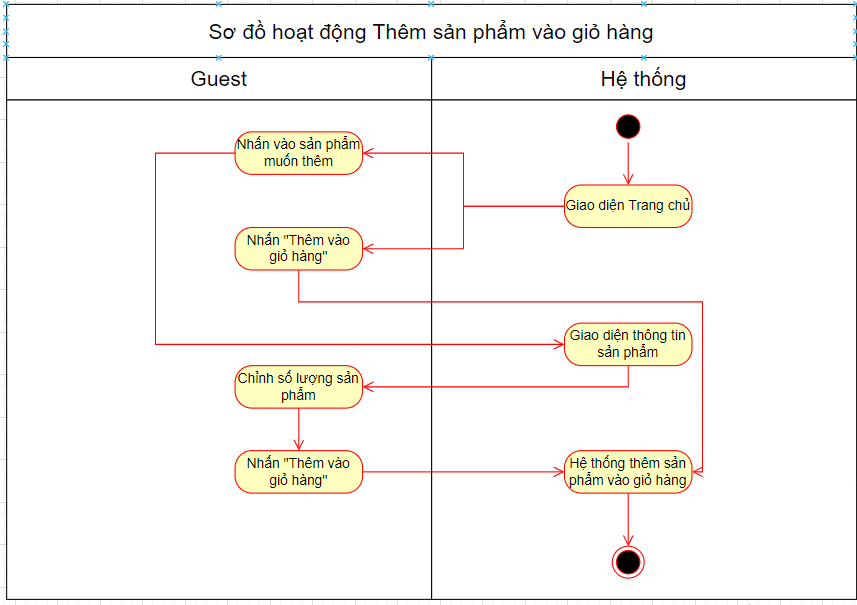 Sơ đồ hoạt động Thêm sản phẩm vào giỏ hàng
Guest
Hệ thống
Nhấn vào sản phẩm
muốn thêm
Giao diện Trang chủ
Nhấn "Thêm vào
giỏ hàng"
Giao diện thông tin
sản phẩm
Chỉnh số lượng sản
phẩm
Nhấn "Thêm vào
giỏ hàng"
Hệ thống thêm sản
phẩm vào giỏ hàng